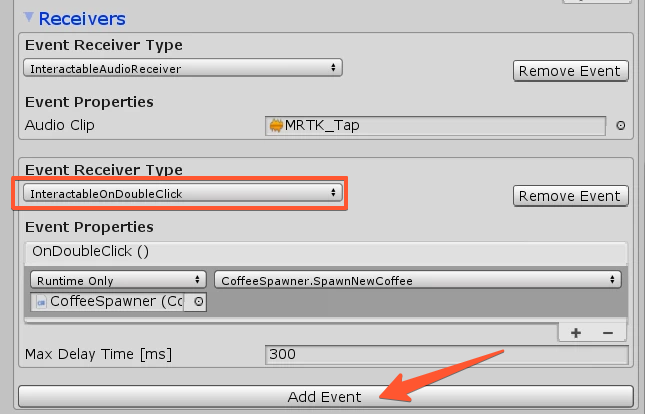 Receivers
Event Receiver Type
InteractableAudioReceiver
Remove Event
Event Properties
Audio Clip
MRTK_Tap
Event Receiver Type
InteractableOnDoubleClick
Remove Event
Event Properties
OnDoubleClick ()
Runtime Only
CoffeeSpawner.SpawnNewCoffee
CoffeeSpawner (Co
+ −
Max Delay Time [ms]
300
Add Event